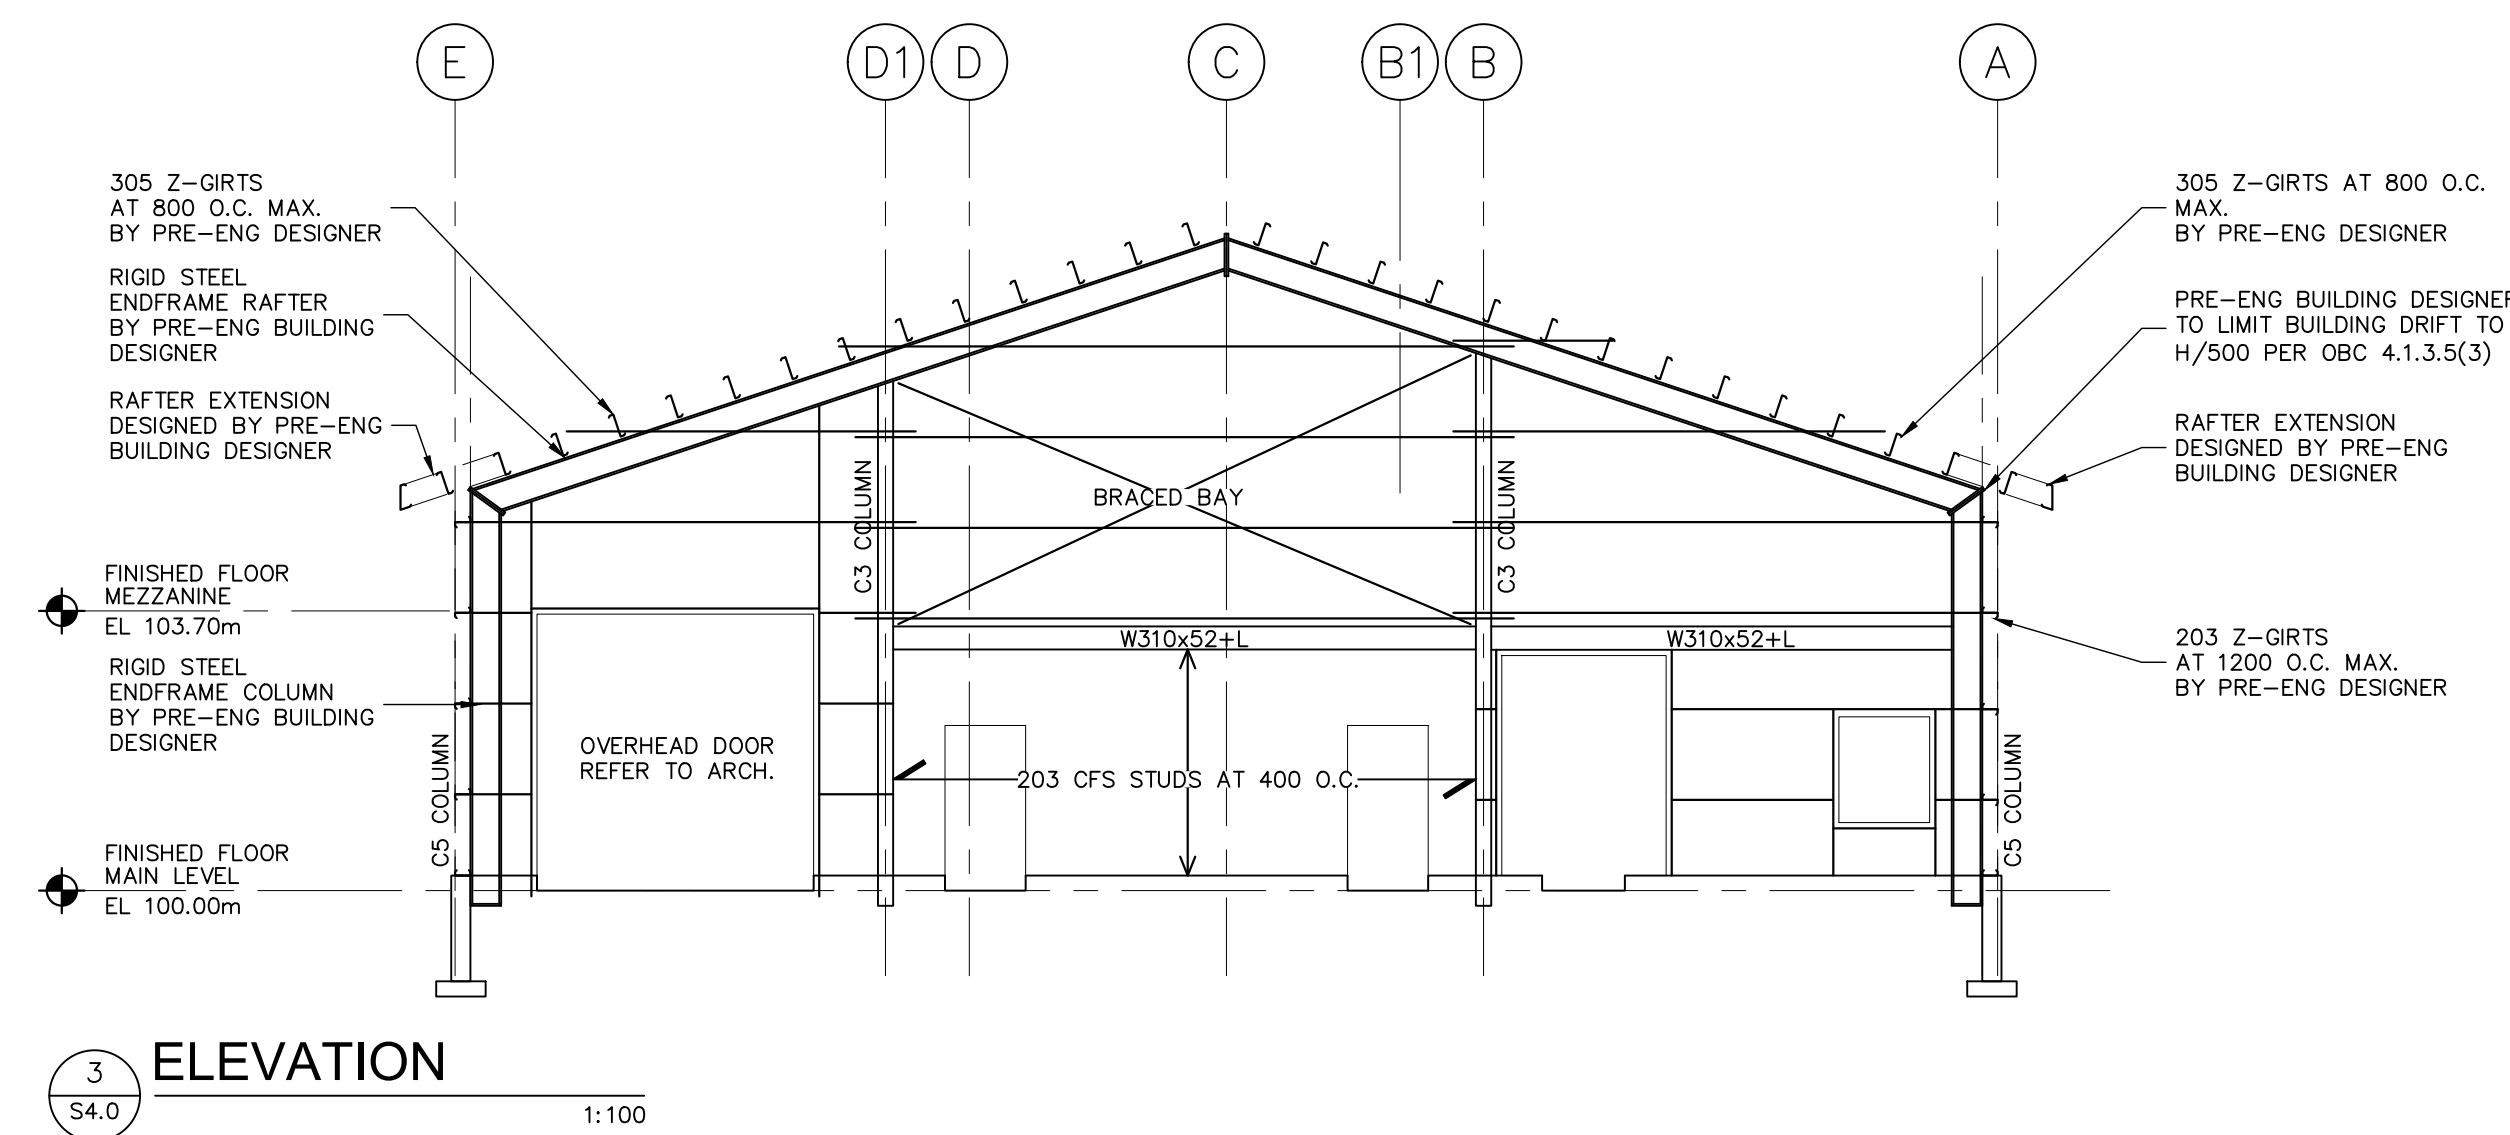 E
D1
D
C
B1
B
A
305 Z-GIRTS
AT 800 O.C. MAX.
BY PRE-ENG DESIGNER
RIGID STEEL
ENDFRAME RAFTER
BY PRE-ENG BUILDING
DESIGNER
RAFTER EXTENSION
DESIGNED BY PRE-ENG
BUILDING DESIGNER
FINISHED FLOOR
MEZZANINE
EL 103.70m
RIGID STEEL
ENDFRAME COLUMN
BY PRE-ENG BUILDING
DESIGNER
FINISHED FLOOR
MAIN LEVEL
EL 100.00m
C5 COLUMN
OVERHEAD DOOR
REFER TO ARCH.
C3 COLUMN
BRACED BAY
W310x52+L
203 CFS STUDS AT 400 O.C.
C3 COLUMN
W310x52+L
C5 COLUMN
305 Z-GIRTS AT 800 O.C.
MAX.
BY PRE-ENG DESIGNER
PRE-ENG BUILDING DESIGNER
TO LIMIT BUILDING DRIFT TO
H/500 PER OBC 4.1.3.5(3)
RAFTER EXTENSION
DESIGNED BY PRE-ENG
BUILDING DESIGNER
203 Z-GIRTS
AT 1200 O.C. MAX.
BY PRE-ENG DESIGNER
3
S4.0
ELEVATION
1:100